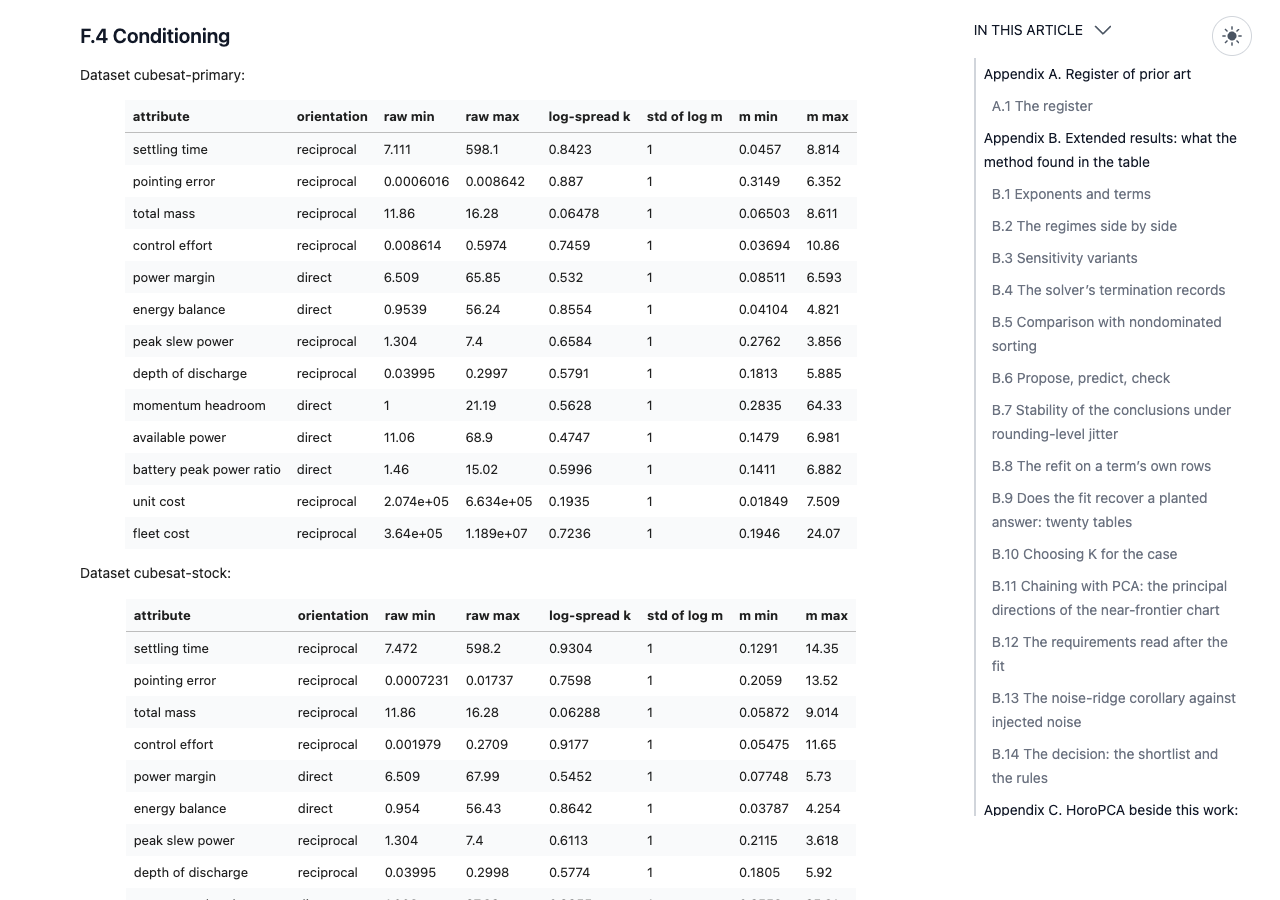 F.4 Conditioning
Dataset cubesat-primary:
attribute orientation raw min raw max log-spread k std of log m m min m max
settling time reciprocal 7.111 598.1 0.8423 1 0.0457 8.814
pointing error reciprocal 0.0006016 0.008642 0.887 1 0.3149 6.352
total mass reciprocal 11.86 16.28 0.06478 1 0.06503 8.611
control effort reciprocal 0.008614 0.5974 0.7459 1 0.03694 10.86
power margin direct 6.509 65.85 0.532 1 0.08511 6.593
energy balance direct 0.9539 56.24 0.8554 1 0.04104 4.821
peak slew power reciprocal 1.304 7.4 0.6584 1 0.2762 3.856
depth of discharge reciprocal 0.03995 0.2997 0.5791 1 0.1813 5.885
momentum headroom direct 1 21.19 0.5628 1 0.2835 64.33
available power direct 11.06 68.9 0.4747 1 0.1479 6.981
battery peak power ratio direct 1.46 15.02 0.5996 1 0.1411 6.882
unit cost reciprocal 2.074e+05 6.634e+05 0.1935 1 0.01849 7.509
fleet cost reciprocal 3.64e+05 1.189e+07 0.7236 1 0.1946 24.07
Dataset cubesat-stock:
attribute orientation raw min raw max log-spread k std of log m m min m max
settling time reciprocal 7.472 598.2 0.9304 1 0.1291 14.35
pointing error reciprocal 0.0007231 0.01737 0.7598 1 0.2059 13.52
total mass reciprocal 11.86 16.28 0.06288 1 0.05872 9.014
control effort reciprocal 0.001979 0.2709 0.9177 1 0.05475 11.65
power margin direct 6.509 67.99 0.5452 1 0.07748 5.73
energy balance direct 0.954 56.43 0.8642 1 0.03787 4.254
peak slew power reciprocal 1.304 7.4 0.6113 1 0.2115 3.618
depth of discharge reciprocal 0.03995 0.2998 0.5774 1 0.1805 5.92
IN THIS ARTICLE
Appendix A. Register of prior art
A.1 The register
Appendix B. Extended results: what the
method found in the table
B.1 Exponents and terms
B.2 The regimes side by side
B.3 Sensitivity variants
B.4 The solver’s termination records
B.5 Comparison with nondominated
sorting
B.6 Propose, predict, check
B.7 Stability of the conclusions under
rounding-level jitter
B.8 The refit on a term’s own rows
B.9 Does the fit recover a planted
answer: twenty tables
B.10 Choosing K for the case
B.11 Chaining with PCA: the principal
directions of the near-frontier chart
B.12 The requirements read after the
fit
B.13 The noise-ridge corollary against
injected noise
B.14 The decision: the shortlist and
the rules
Appendix C. HoroPCA beside this work: